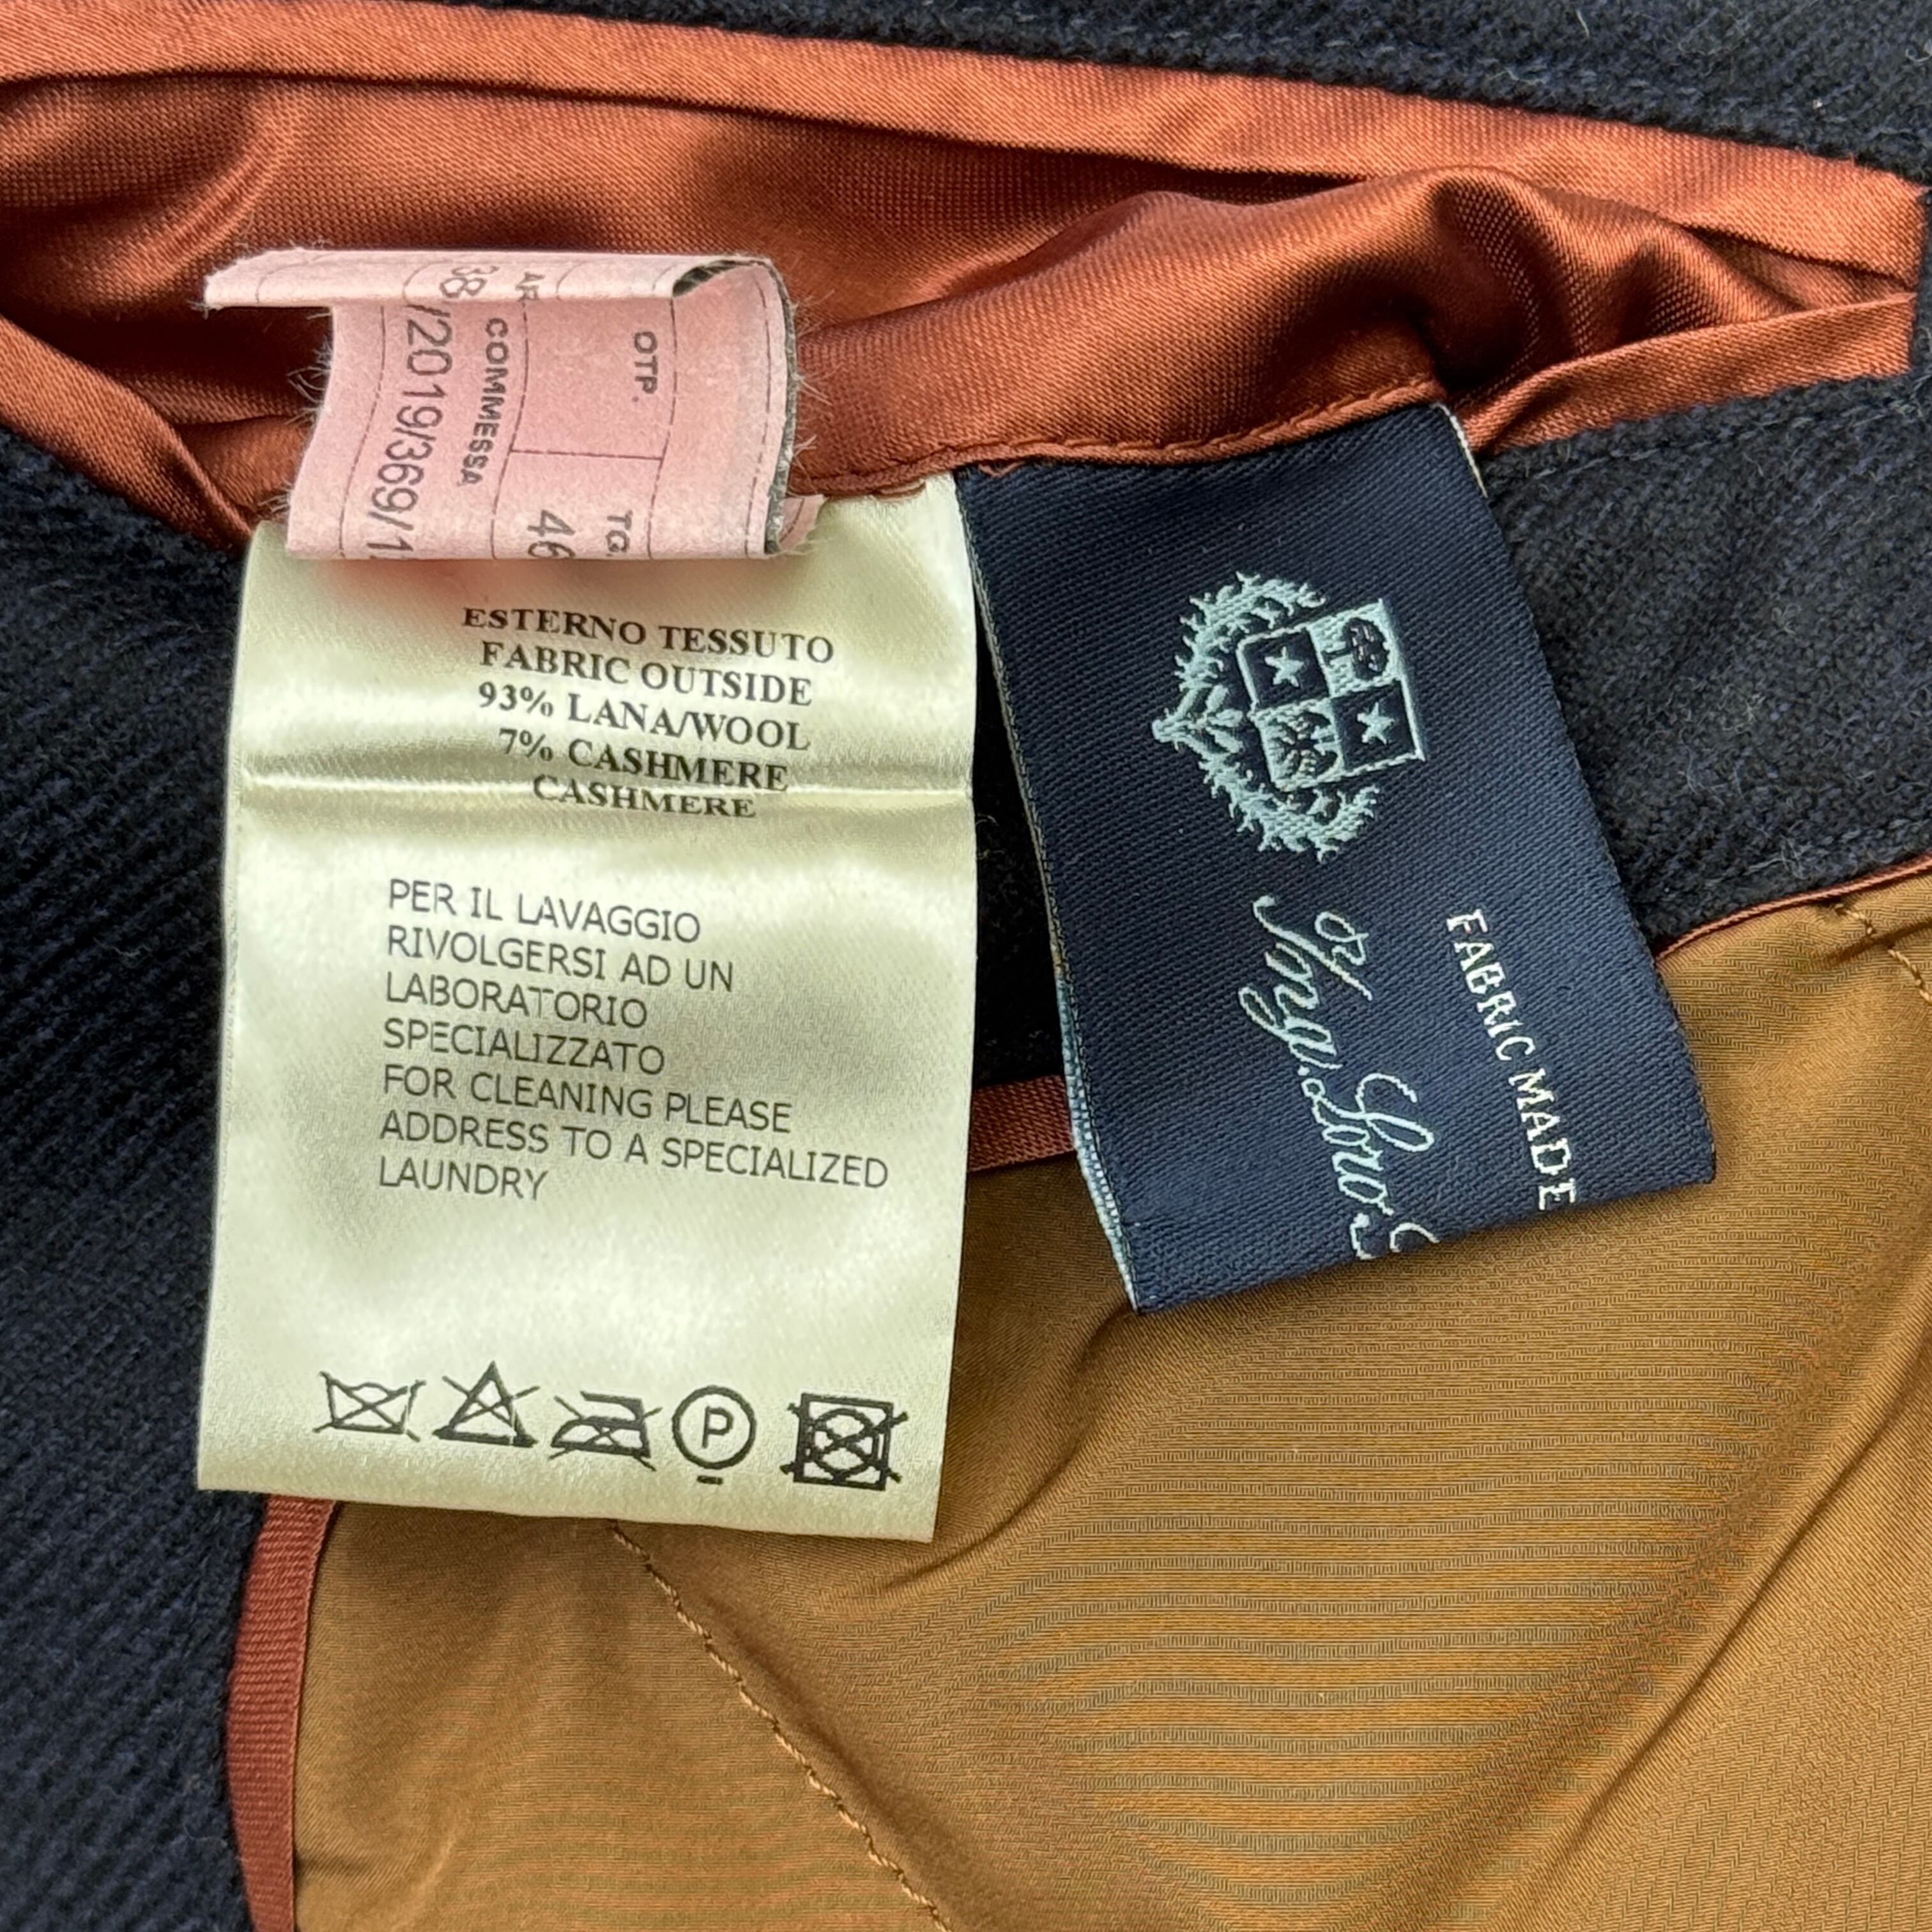 OTP.
TG.
46
COMMESSA
/2019/369/1
38
ESTERNO TESSUTO
FABRIC OUTSIDE
93% LANA/WOOL
7% CASHMERE
CASHMERE
PER IL LAVAGGIO
RIVOLGERSI AD UN
LABORATORIO
SPECIALIZZATO
FOR CLEANING PLEASE
ADDRESS TO A SPECIALIZED
LAUNDRY
P
FABRIC MADE